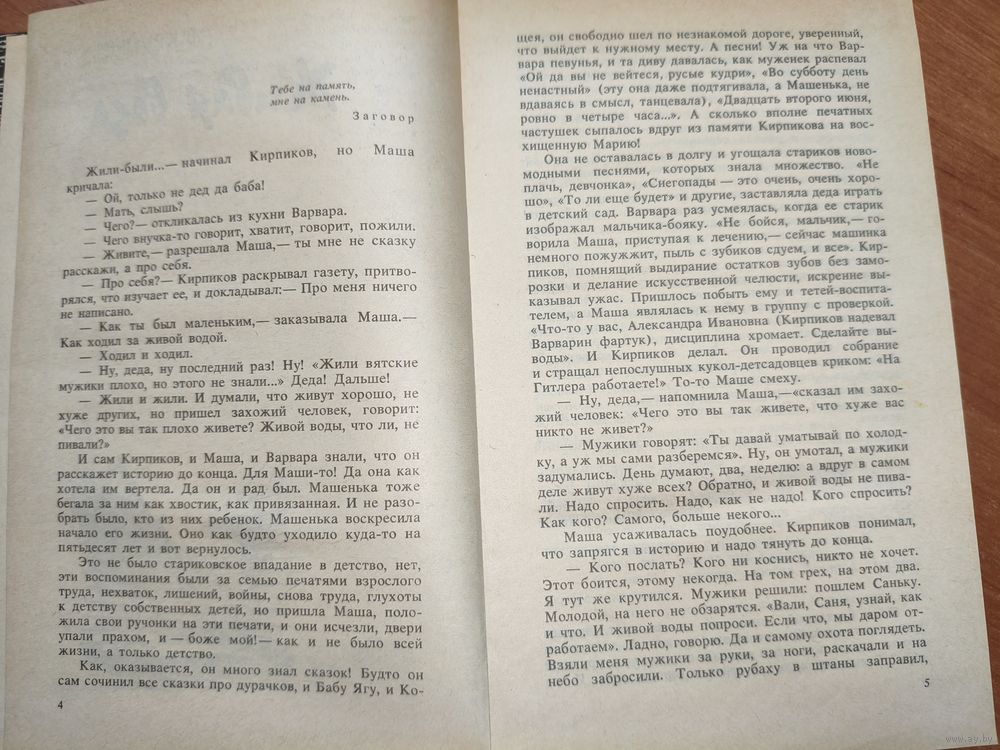 Тебе на память,
мне на камень.
Заговор
Жили-были...— начинал Кирпиков, но Маша
кричала:
— Ой, только не дед да баба!
— Мать, слышь?
— Чего?— откликалась из кухни Варвара.
— Чего внучка-то говорит, хватит, говорит, пожили.
— Живите,— разрешала Маша,— ты мне не сказку
расскажи, а про себя.
— Про себя?— Кирпиков раскрывал газету, притво-
рялся, что изучает ее, и докладывал:— Про меня ничего
не написано.
— Как ты был маленьким,— заказывала Маша.—
Как ходил за живой водой.
— Ходил и ходил.
— Ну, деда, ну последний раз! Ну! «Жили вятские
мужики плохо, но этого не знали...» Деда! Дальше!
— Жили и жили. И думали, что живут хорошо, не
хуже других, но пришел захожий человек, говорит:
«Чего это вы так плохо живете? Живой воды, что ли, не
пивали?»
И сам Кирпиков, и Маша, и Варвара знали, что он
расскажет историю до конца. Для Маши-то! Да она как
хотела им вертела. Да он и рад был. Машенька тоже
бегала за ним как хвостик, как привязанная. И не разо-
брать было, кто из них ребенок. Машенька воскресила
начало его жизни. Оно как будто уходило куда-то на
пятьдесят лет и вот вернулось.
Это не было стариковское впадание в детство, нет,
эти воспоминания были за семью печатями взрослого
труда, нехваток, лишений, войны, снова труда, глухоты
к детству собственных детей, но пришла Маша, поло-
жила свои ручонки на эти печати, и они исчезли, двери
упали прахом, и — боже мой!— как и не было всей
жизни, а только детство.
Как, оказывается, он много знал сказок! Будто он
сам сочинил все сказки про дурачков, и Бабу Ягу, и Ко-
4
щея, он свободно шел по незнакомой дороге, уверенный,
что выйдет к нужному месту. А песни! Уж на что Вар-
вара певунья, и та диву давалась, как муженек распевал
«Ой да вы не вейтеся, русые кудри», «Во субботу день
ненастный» (эту она даже подтягивала, а Машенька, не
вдаваясь в смысл, танцевала), «Двадцать второго июня,
ровно в четыре часа...». А сколько вполне печатных
частушек сыпалось вдруг из памяти Кирпикова на вос-
хищенную Марию!
Она не оставалась в долгу и угощала стариков ново-
модными песнями, которых знала множество. «Не
плачь, девчонка», «Снегопады — это очень, очень хоро-
шо», «То ли еще будет» и другие, заставляла деда играть
в детский сад. Варвара раз усмеялась, когда ее старик
изображал мальчика-бояку. «Не бойся, мальчик,— го-
ворила Маша, приступая к лечению,— сейчас машинка
немного пожужжит, пыль с зубиков сдуем, и все». Кир-
пиков, помнящий выдирание остатков зубов без замо-
розки и делание искусственной челюсти, искренне вы-
казывал ужас. Пришлось побыть ему и тетей-воспита-
телем, а Маша являлась к нему в группу с проверкой.
«Что-то у вас, Александра Ивановна (Кирпиков надевал
Варварин фартук), дисциплина хромает. Сделайте вы-
воды». И Кирпиков делал. Он проводил собрание
и стращал непослушных кукол-детсадовцев криком: «На
Гитлера работаете!» То-то Маше смеху.
— Ну, деда,— напомнила Маша,—«сказал им захо-
жий человек: «Чего это вы так живете, что хуже вас
никто не живет?»
— Мужики говорят: «Ты давай уматывай по холод-
ку, а уж мы сами разберемся». Ну, он умотал, а мужики
задумались. День думают, два, неделю: а вдруг в самом
деле живут хуже всех? Обратно, и живой воды не пива-
ли. Надо спросить. Надо, как не надо! Кого спросить?
Как кого? Самого, больше некого...
Маша усаживалась поудобнее. Кирпиков понимал,
что запрягся в историю и надо тянуть до конца.
— Кого послать? Кого ни коснись, никто не хочет.
Этот боится, этому некогда. На том грех, на этом два.
Я тут же крутился. Мужики решили: пошлем Саньку.
Молодой, на него не обзарятся. «Вали, Саня, узнай, как
и что. И живой воды попроси. Если что, мы даром от-
работаем». Ладно, говорю. Да и самому охота поглядеть.
Взяли меня мужики за руки, за ноги, раскачали и на
небо забросили. Только рубаху в штаны заправил,
5
www.ay.by